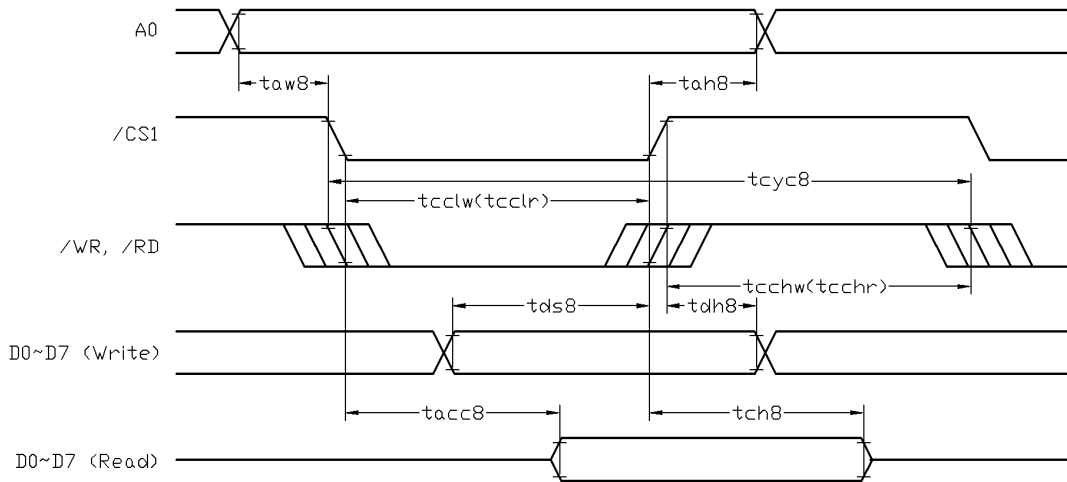 A0
taw8
tah8
/CS1
tcyc8
tcclw(tcclr)
/WR, /RD
tcchw(tcchr)
tds8
tdh8
D0~D7 (Write)
tacc8
tch8
D0~D7 (Read)